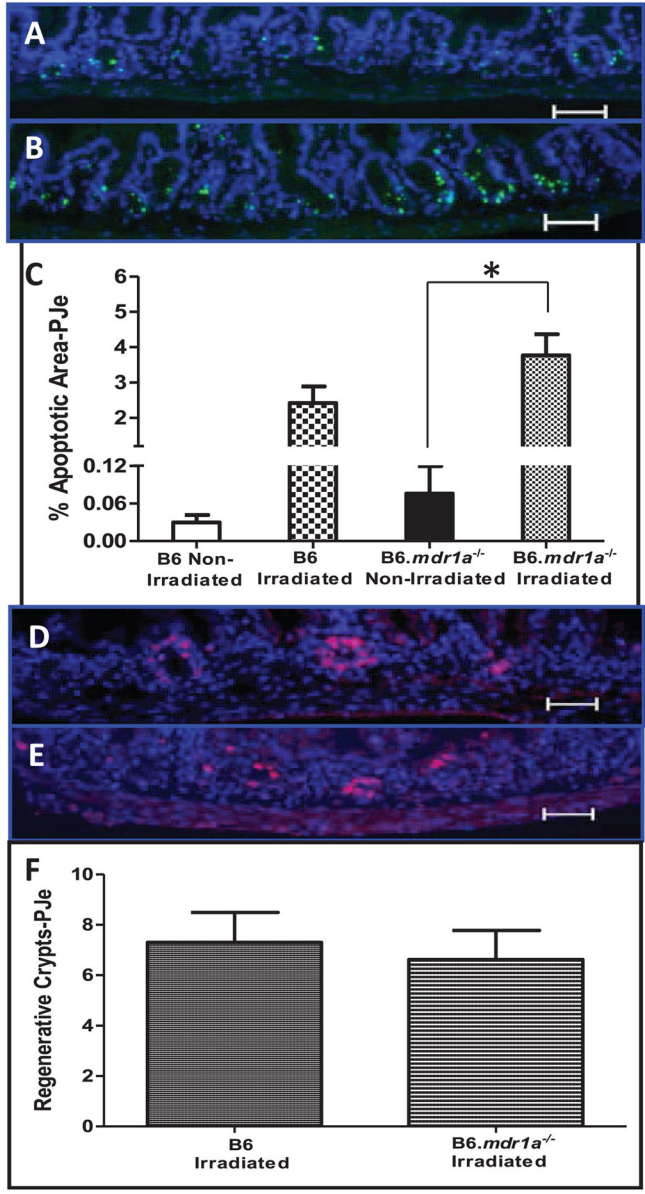 A
B
C
% Apoptotic Area-PJe
6
5
4
3
2
0.12
0.06
0.00
*
B6 Non-
Irradiated
B6
Irradiated
B6.mdr1a-/-
Non-Irradiated
B6.mdr1a-/-
Irradiated
D
E
F
Regenerative Crypts-PJe
10
8
6
4
2
0
B6
Irradiated
B6.mdr1a-/-
Irradiated